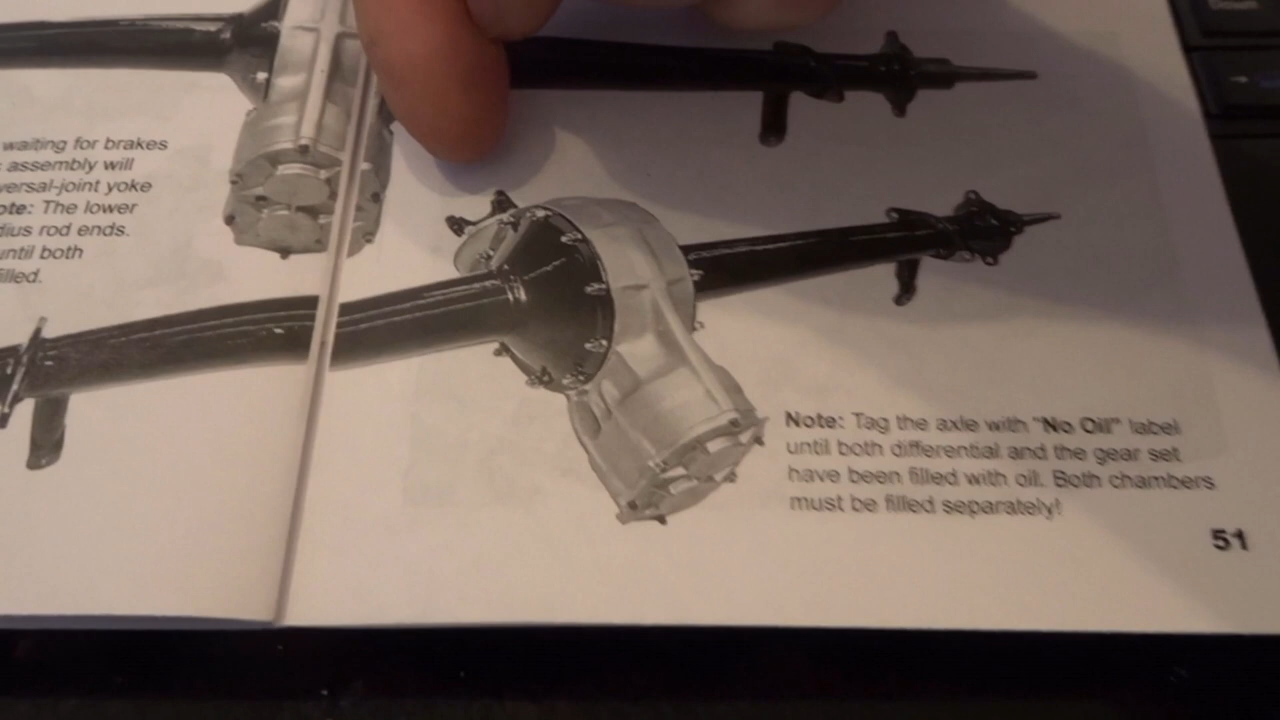 waiting for brakes
assembly will
versal-joint yoke
ote: The lower
dius rod ends.
until both
illed.
Note: Tag the axle with "No Oil" label
until both differential and the gear set
have been filled with oil. Both chambers
must be filled separately!
51
Down